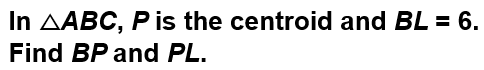 In △ABC, P is the centroid and BL = 6.
Find BP and PL.